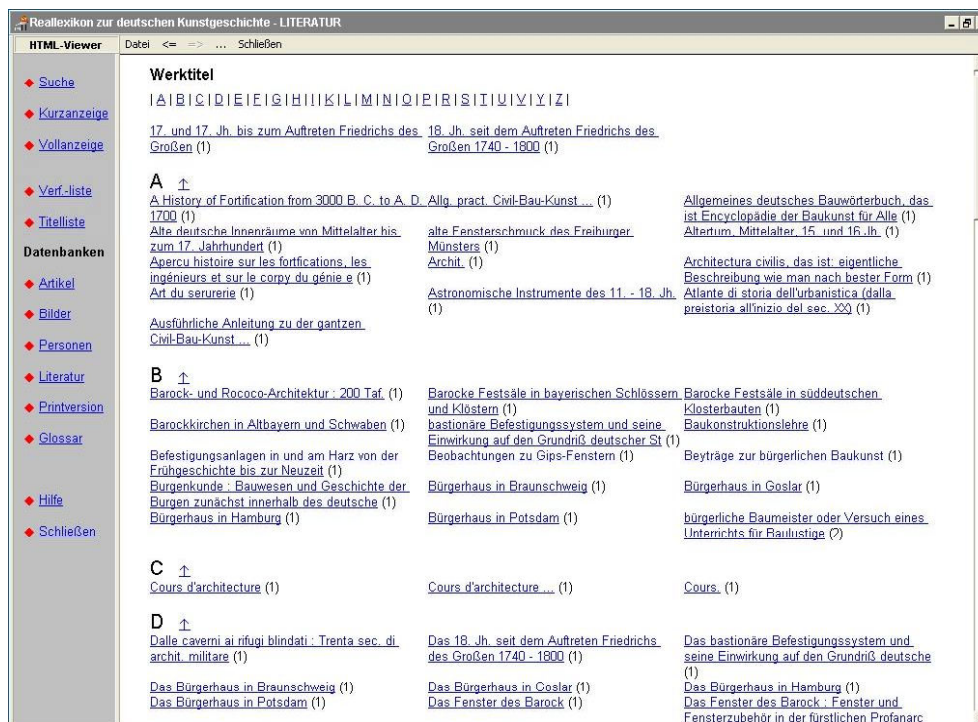 Reallexikon zur deutschen Kunstgeschichte - LITERATUR
HTML-Viewer
Datei <= => ... Schließen
Suche
Kurzanzeige
Vollanzeige
Verf.-liste
Titelliste
Datenbanken
Artikel
Bilder
Personen
Literatur
Printversion
Glossar
Hilfe
Schließen
Werktitel
| A | B | C | D | E | F | G | H | I | K | L | M | N | O | P | R | S | T | U | V | Y | Z |
17. und 17. Jh. bis zum Auftreten Friedrichs des
Großen (1)
18. Jh. seit dem Auftreten Friedrichs des
Großen 1740 - 1800 (1)
A ↑
A History of Fortification from 3000 B. C. to A. D.
1700 (1)
Allg. pract. Civil-Bau-Kunst ... (1)
Allgemeines deutsches Bauwörterbuch, das
ist Encyclopädie der Baukunst für Alle (1)
Alte deutsche Innenräume von Mittelalter bis
zum 17. Jahrhundert (1)
alte Fensterschmuck des Freiburger
Münsters (1)
Altertum, Mittelalter, 15. und 16 Jh. (1)
Apercu histoire sur les fortfications, les
ingénieurs et sur le corpy du génie e (1)
Archit. (1)
Architectura civilis, das ist: eigentliche
Beschreibung wie man nach bester Form (1)
Art du serurerie (1)
Astronomische Instrumente des 11. - 18. Jh.
(1)
Atlante di storia dell'urbanistica (dalla
preistoria all'inizio del sec. XX) (1)
Ausführliche Anleitung zu der gantzen
Civil-Bau-Kunst ... (1)
B ↑
Barock- und Rococo-Architektur : 200 Taf. (1)
Barocke Festsäle in bayerischen Schlössern
und Klöstern (1)
Barocke Festsäle in süddeutschen
Klosterbauten (1)
Barockkirchen in Altbayern und Schwaben (1)
bastionäre Befestigungssystem und seine
Einwirkung auf den Grundriß deutscher St (1)
Baukonstruktionslehre (1)
Befestigungsanlagen in und am Harz von der
Frühgeschichte bis zur Neuzeit (1)
Beobachtungen zu Gips-Fenstern (1)
Beyträge zur bürgerlichen Baukunst (1)
Burgenkunde : Bauwesen und Geschichte der
Burgen zunächst innerhalb des deutsche (1)
Bürgerhaus in Braunschweig (1)
Bürgerhaus in Goslar (1)
Bürgerhaus in Hamburg (1)
Bürgerhaus in Potsdam (1)
bürgerliche Baumeister oder Versuch eines
Unterrichts für Baulustige (2)
C ↑
Cours d'architecture (1)
Cours d'architecture ... (1)
Cours. (1)
D ↑
Dalle caverni ai rifugi blindati : Trenta sec. di
archit. militare (1)
Das 18. Jh. seit dem Auftreten Friedrichs
des Großen 1740 - 1800 (1)
Das bastionäre Befestigungssystem und
seine Einwirkung auf den Grundriß deutsche
(1)
Das Bürgerhaus in Braunschweig (1)
Das Bürgerhaus in Goslar (1)
Das Bürgerhaus in Hamburg (1)
Das Bürgerhaus in Potsdam (1)
Das Fenster des Barock (1)
Das Fenster des Barock : Fenster und
Fensterzubehör in der fürstlichen Profanarc